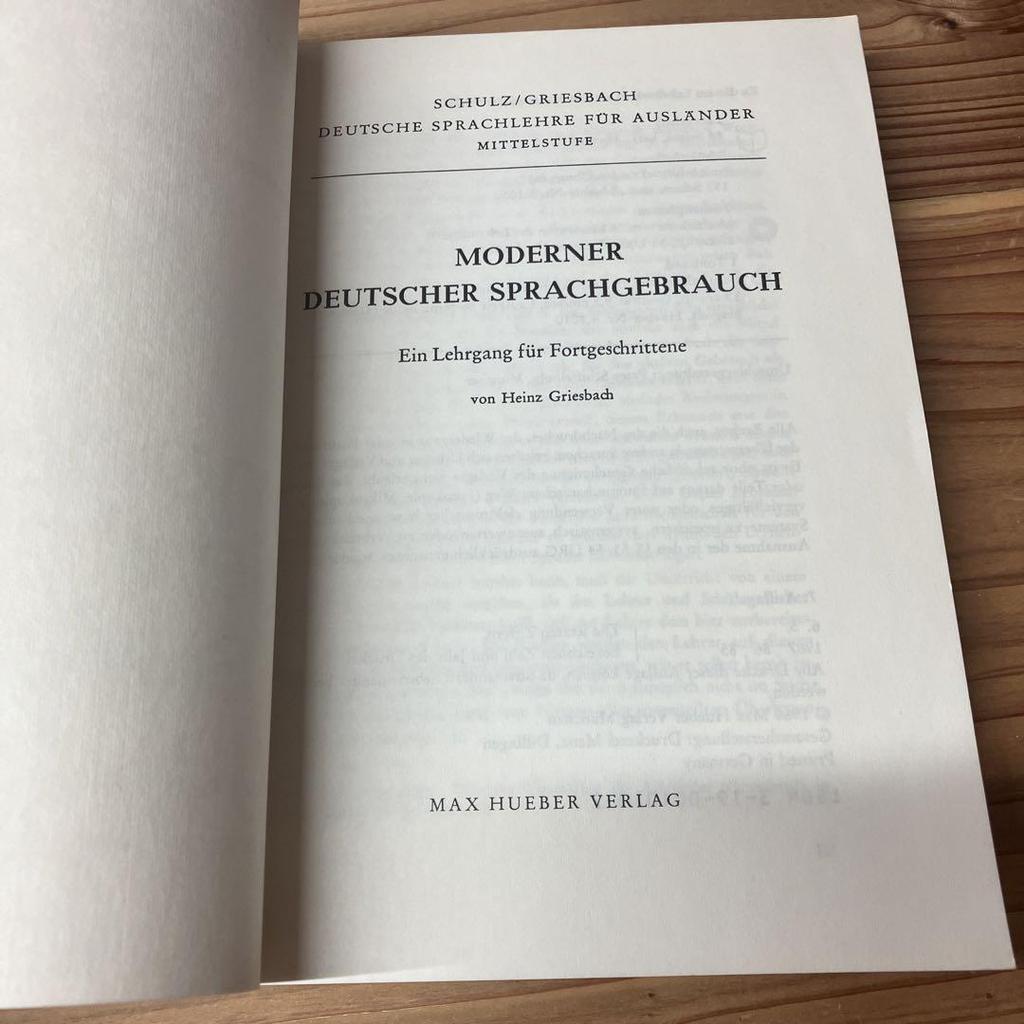 SCHULZ/GRIESBACH
DEUTSCHE SPRACHLEHRE FÜR AUSLÄNDER
MITTELSTUFE
MODERNER
DEUTSCHER SPRACHGEBRAUCH
Ein Lehrgang für Fortgeschrittene
von Heinz Griesbach
MAX HUEBER VERLAG